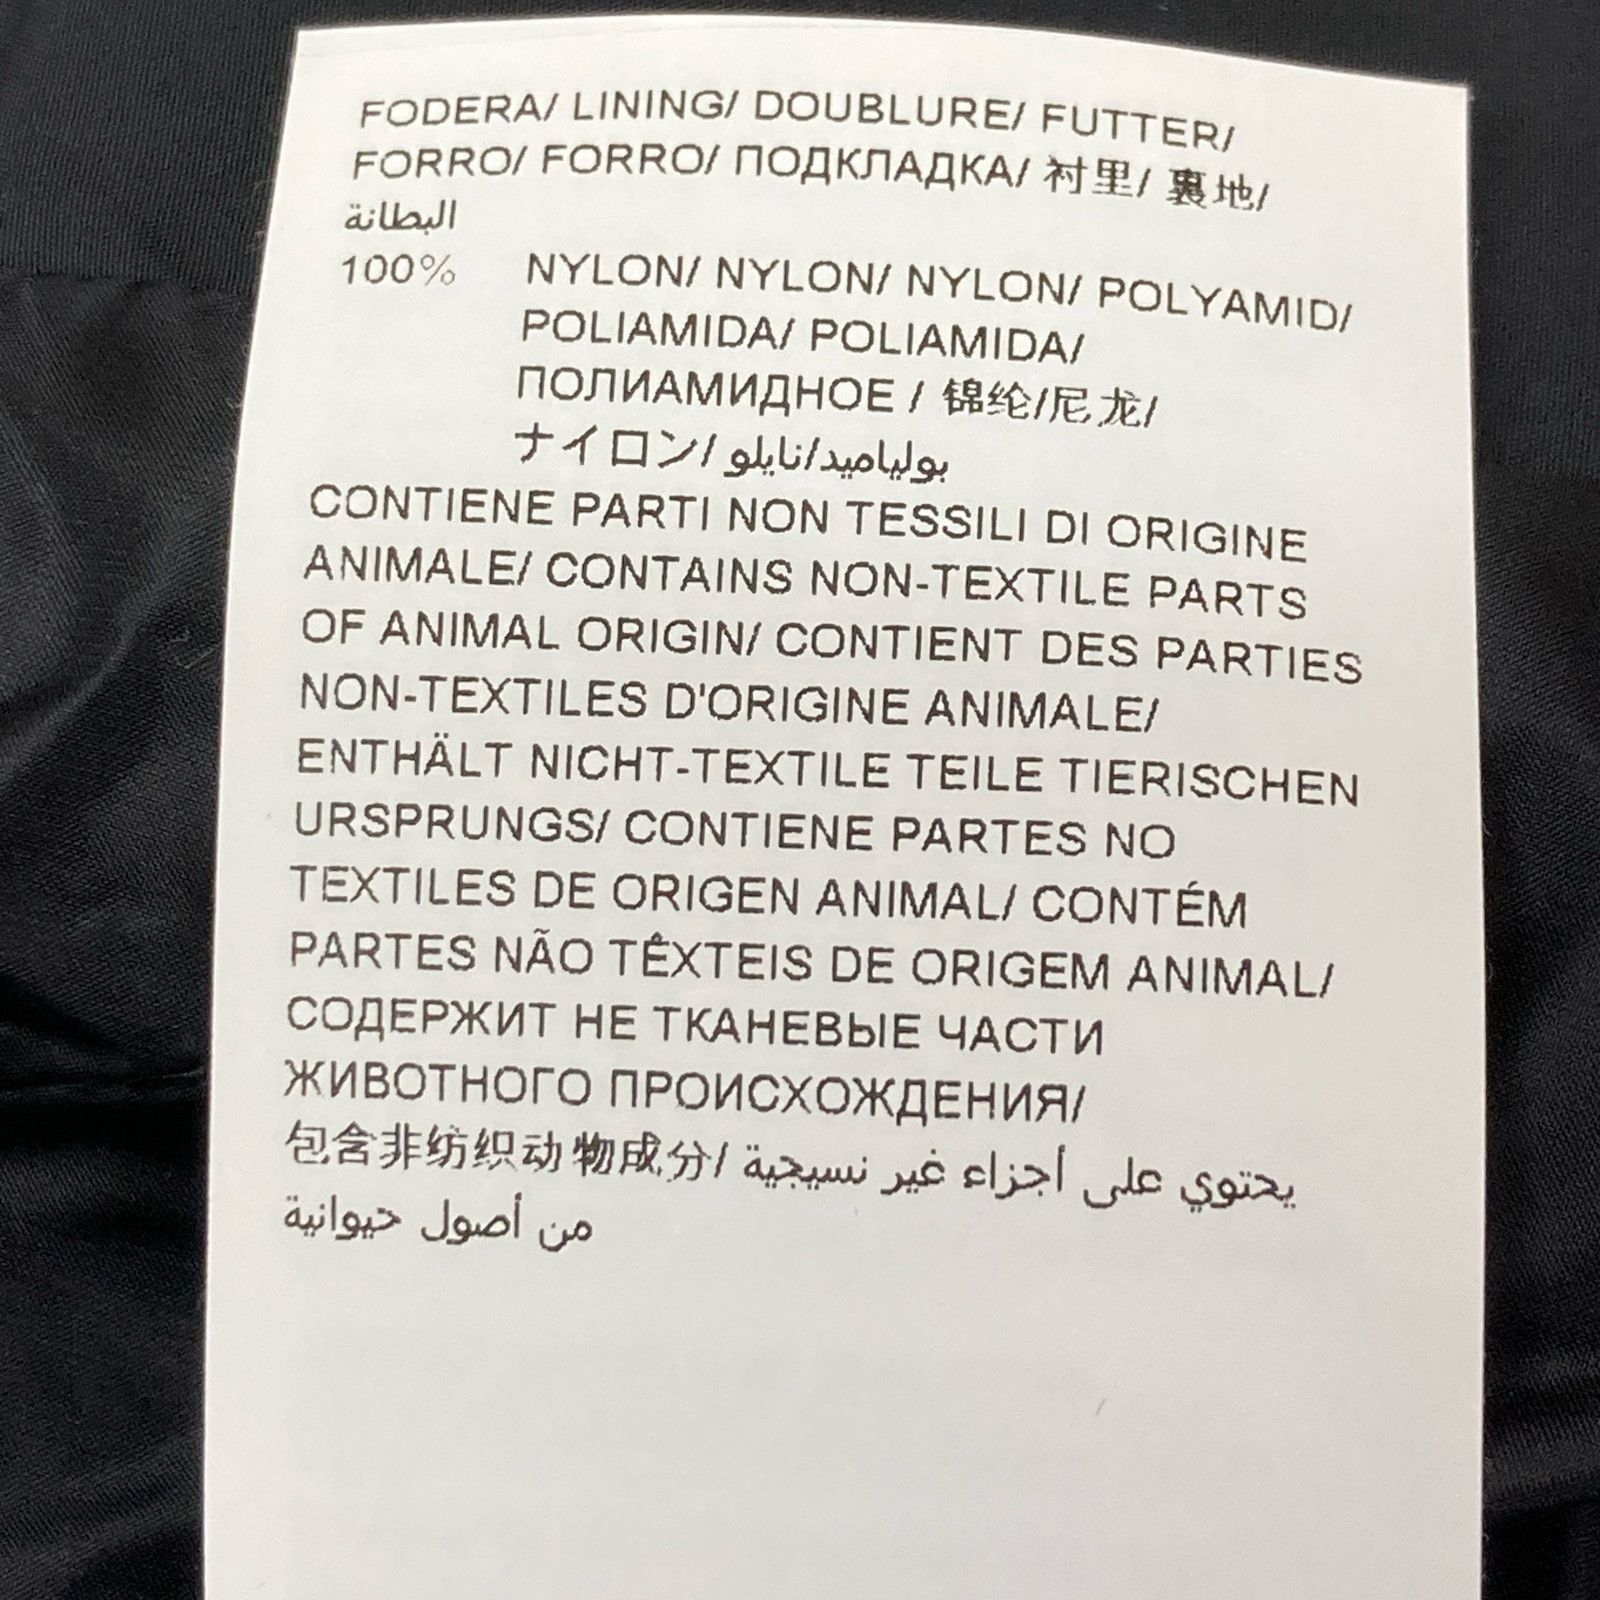 FODERA/ LINING/ DOUBLURE/ FUTTER/
FORRO/ FORRO/ ПОДКЛАДКА/ 衬里/ 裏地/
البطانة
100% NYLON/ NYLON/ NYLON/ POLYAMID/
POLIAMIDA/ POLIAMIDA/
ПОЛИАМИДНОЕ / 锦纶/尼龙/
ナイロン/ بولياميد/نايلو
CONTIENE PARTI NON TESSILI DI ORIGINE
ANIMALE/ CONTAINS NON-TEXTILE PARTS
OF ANIMAL ORIGIN/ CONTIENT DES PARTIES
NON-TEXTILES D'ORIGINE ANIMALE/
ENTHÄLT NICHT-TEXTILE TEILE TIERISCHEN
URSPRUNGS/ CONTIENE PARTES NO
TEXTILES DE ORIGEN ANIMAL/ CONTÉM
PARTES NÃO TÊXTEIS DE ORIGEM ANIMAL/
СОДЕРЖИТ НЕ ТКАНЕВЫЕ ЧАСТИ
ЖИВОТНОГО ПРОИСХОЖДЕНИЯ/
包含非纺织动物成分/ يحتوي على أجزاء غير نسيجية
من أصول حيوانية